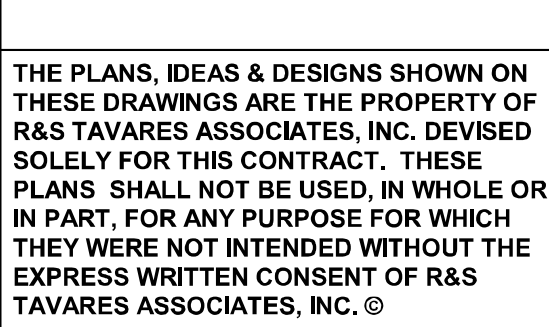 THE PLANS, IDEAS & DESIGNS SHOWN ON
THESE DRAWINGS ARE THE PROPERTY OF
R&S TAVARES ASSOCIATES, INC. DEVISED
SOLELY FOR THIS CONTRACT.  THESE
PLANS  SHALL NOT BE USED, IN WHOLE OR
IN PART, FOR ANY PURPOSE FOR WHICH
THEY WERE NOT INTENDED WITHOUT THE
EXPRESS WRITTEN CONSENT OF R&S
TAVARES ASSOCIATES, INC. ©